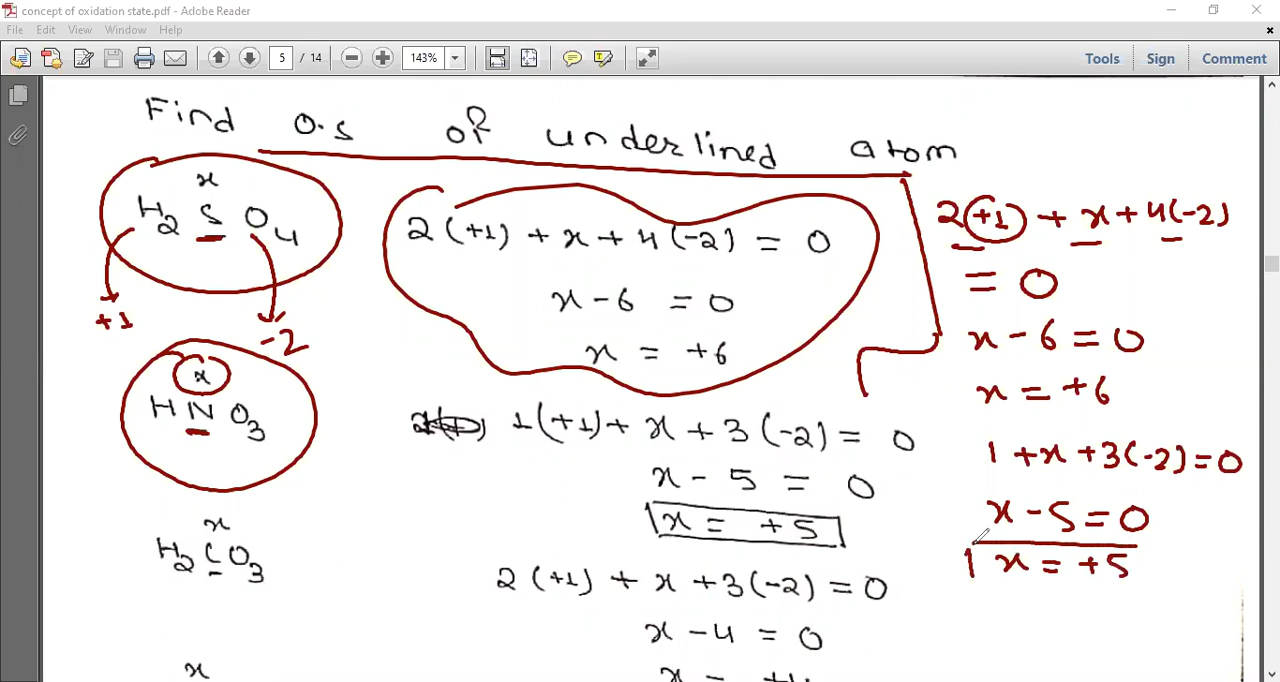 concept of oxidation state.pdf - Adobe Reader
File Edit View Window Help
5 / 14 143% Tools Sign Comment
Find O.S of underlined atom
x
H2 S O4
+1 -2
2(+1) + x + 4(-2) = 0
x - 6 = 0
x = +6
2(+1) + x + 4(-2)
= 0
x - 6 = 0
x = +6
x
H N O3
1(+1) + x + 3(-2) = 0
x - 5 = 0
x = +5
1 + x + 3(-2) = 0
x - 5 = 0
x = +5
x
H2 C O3
2(+1) + x + 3(-2) = 0
x - 4 = 0
x = +4
x